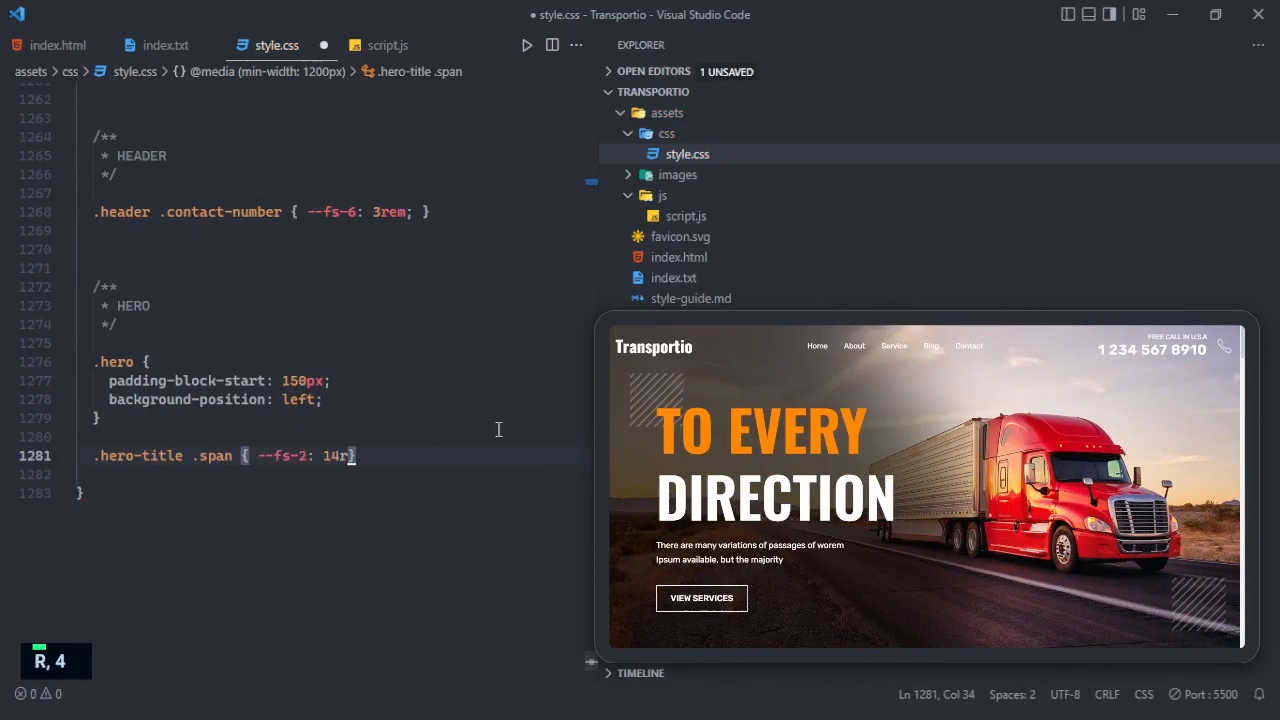 ● style.css - Transportio - Visual Studio Code
index.html
index.txt
style.css
script.js
assets > css > style.css > {} @media (min-width: 1200px) > .hero-title .span
1262
1263
1264 /**
1265 * HEADER
1266 */
1267
1268 .header .contact-number { --fs-6: 3rem; }
1269
1270
1271
1272 /**
1273 * HERO
1274 */
1275
1276 .hero {
1277 padding-block-start: 150px;
1278 background-position: left;
1279 }
1280
1281 .hero-title .span { --fs-2: 14r}
1282
1283 }
EXPLORER
OPEN EDITORS 1 UNSAVED
TRANSPORTIO
assets
css
style.css
images
js
script.js
favicon.svg
index.html
index.txt
style-guide.md
Transportio
Home About Service Blog Contact
FREE CALL IN U.S.A
1 234 567 8910
TO EVERY
DIRECTION
There are many variations of passages of worem
Ipsum available, but the majority
VIEW SERVICES
TIMELINE
R, 4
0 0
Ln 1281, Col 34 Spaces: 2 UTF-8 CRLF CSS Port : 5500